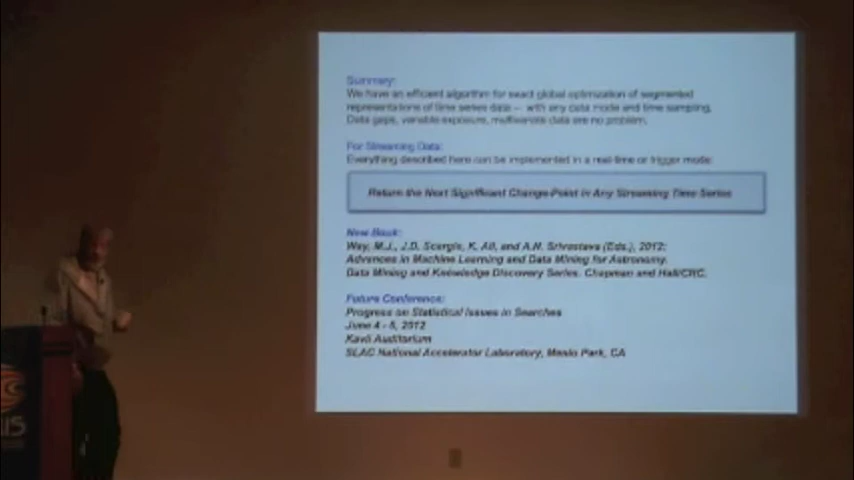 Summary:
We have an efficient algorithm for exact global optimization of segmented
representations of time series data – with any data mode and time sampling.
Data gaps, variable exposure, multivariate data are no problem.
For Streaming Data:
Everything described here can be implemented in a real-time or trigger mode:
Return the Next Significant Change-Point in Any Streaming Time Series
New Book:
Way, M.J., J.D. Scargle, K. Ali, and A.N. Srivastava (Eds.), 2012:
Advances in Machine Learning and Data Mining for Astronomy.
Data Mining and Knowledge Discovery Series. Chapman and Hall/CRC.
Future Conference:
Progress on Statistical Issues in Searches
June 4 - 6, 2012
Kavli Auditorium
SLAC National Accelerator Laboratory, Menlo Park, CA